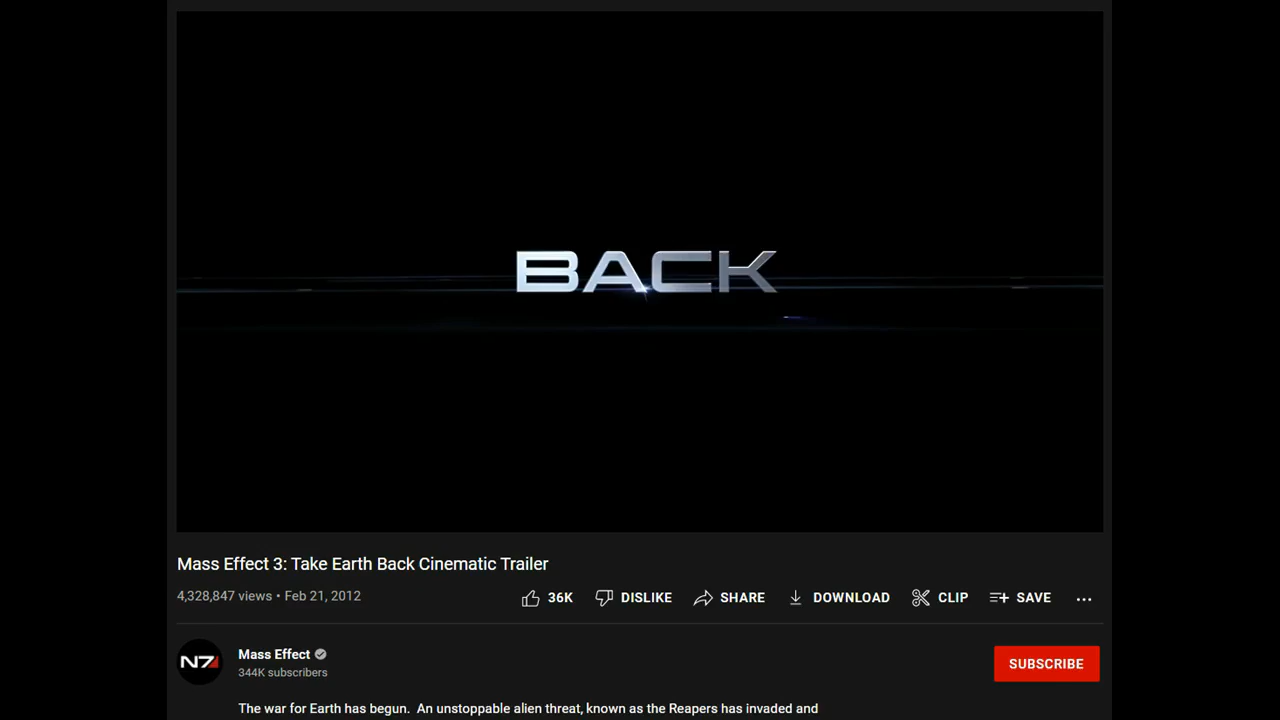 BACK
Mass Effect 3: Take Earth Back Cinematic Trailer
4,328,847 views • Feb 21, 2012
36K DISLIKE SHARE DOWNLOAD CLIP SAVE ...
N7
Mass Effect
344K subscribers
SUBSCRIBE
The war for Earth has begun.  An unstoppable alien threat, known as the Reapers has invaded and